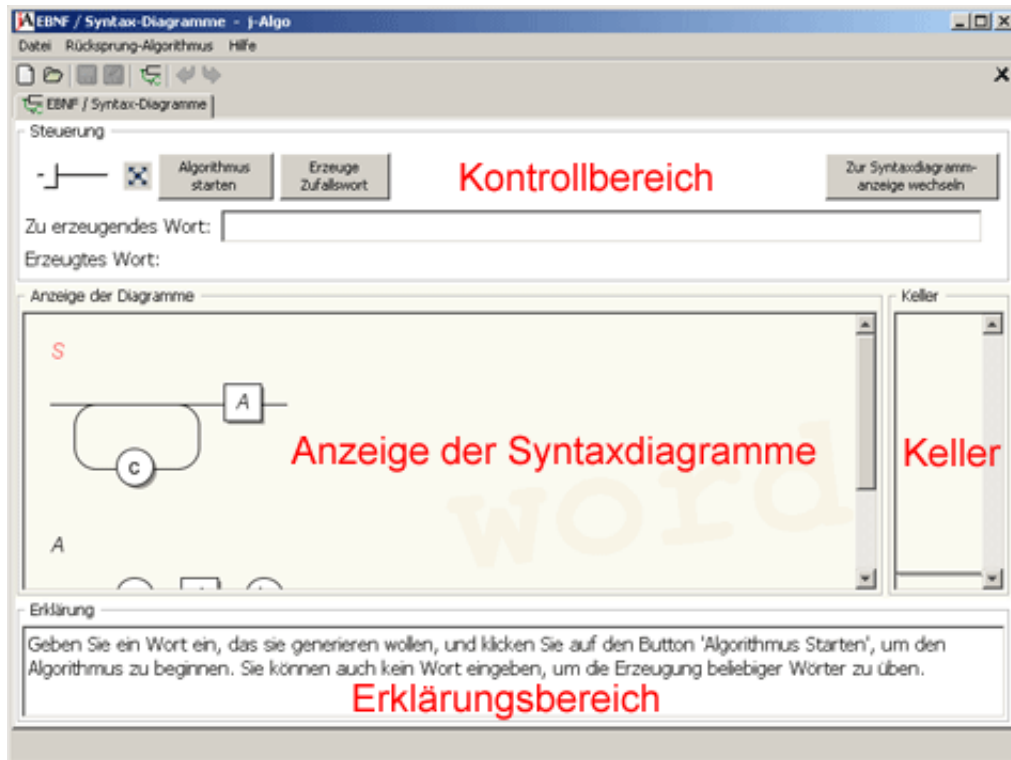 EBNF / Syntax-Diagramme - j-Algo
Datei Rücksprung-Algorithmus Hilfe
EBNF / Syntax-Diagramme
Steuerung
Algorithmus
starten
Erzeuge
Zufallswort
Kontrollbereich
Zur Syntaxdiagramm-
anzeige wechseln
Zu erzeugendes Wort:
Erzeugtes Wort:
Anzeige der Diagramme
Keller
S
A
c
Anzeige der Syntaxdiagramme
Keller
word
A
Erklärung
Geben Sie ein Wort ein, das sie generieren wollen, und klicken Sie auf den Button 'Algorithmus Starten', um den
Algorithmus zu beginnen. Sie können auch kein Wort eingeben, um die Erzeugung beliebiger Wörter zu üben.
Erklärungsbereich